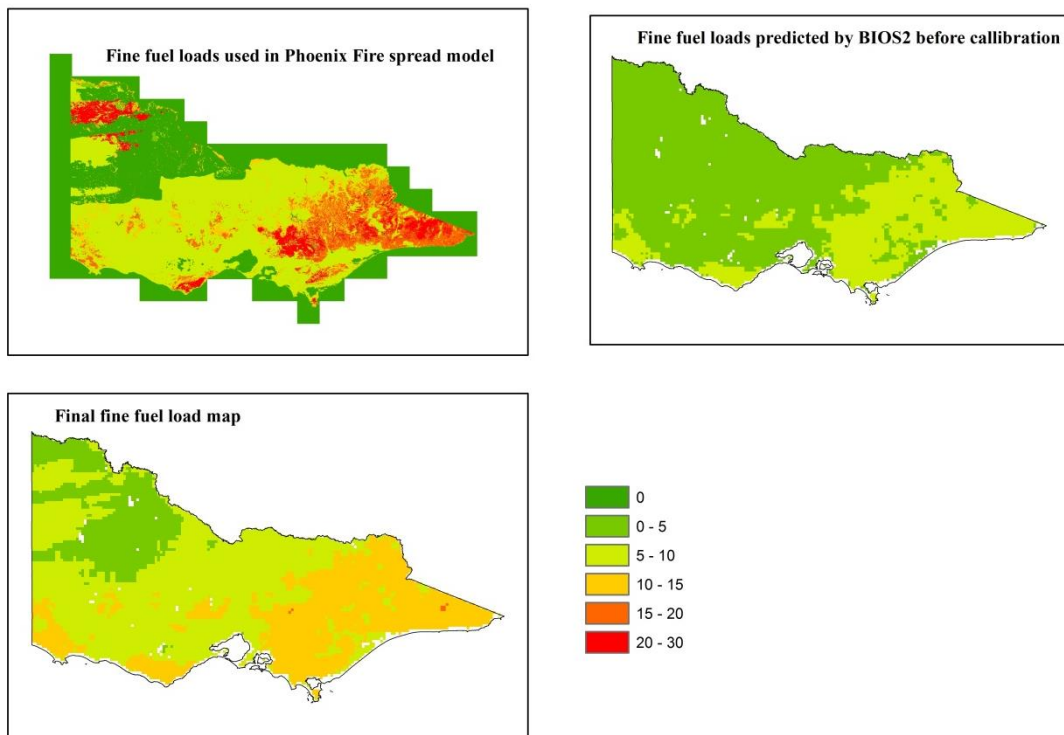 Fine fuel loads used in Phoenix Fire spread model
Fine fuel loads predicted by BIOS2 before callibration
Final fine fuel load map
0
0 - 5
5 - 10
10 - 15
15 - 20
20 - 30